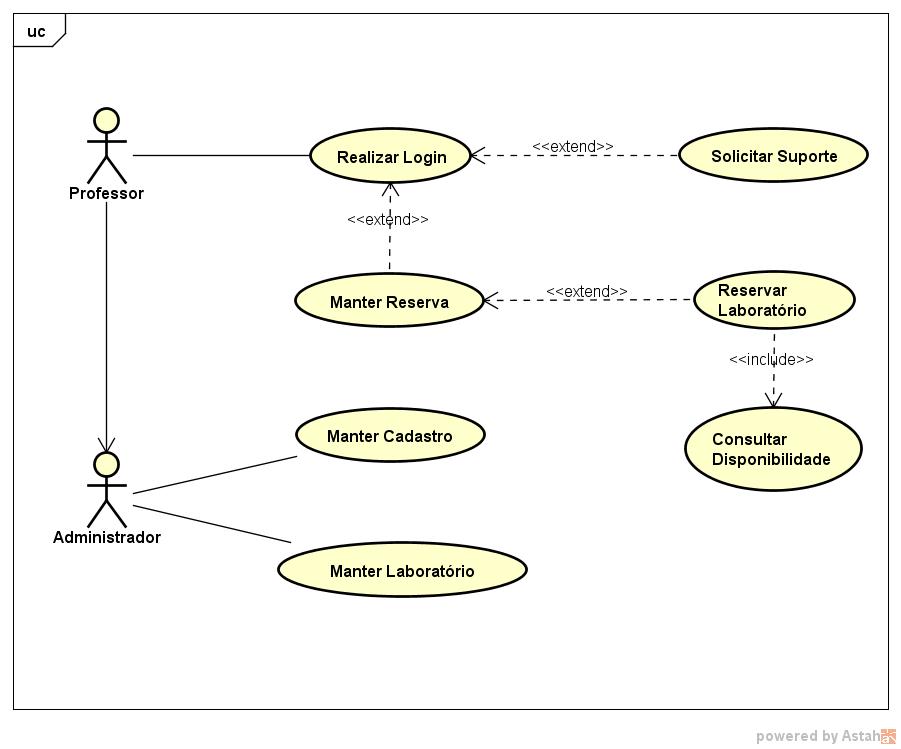 uc
Professor
Realizar Login
<<extend>>
Solicitar Suporte
<<extend>>
Manter Reserva
<<extend>>
Reservar
Laboratório
<<include>>
Manter Cadastro
Consultar
Disponibilidade
Administrador
Manter Laboratório
powered by Astah